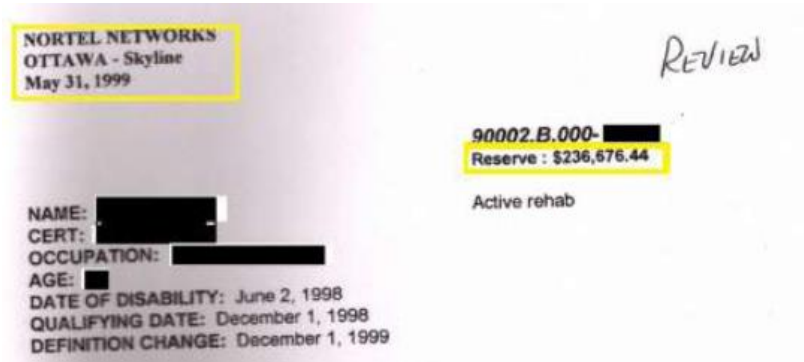 NORTEL NETWORKS
OTTAWA - Skyline
May 31, 1999
REVIEW
90002.B.000-
Reserve : $236,676.44
Active rehab
NAME:
CERT:
OCCUPATION:
AGE:
DATE OF DISABILITY: June 2, 1998
QUALIFYING DATE: December 1, 1998
DEFINITION CHANGE: December 1, 1999